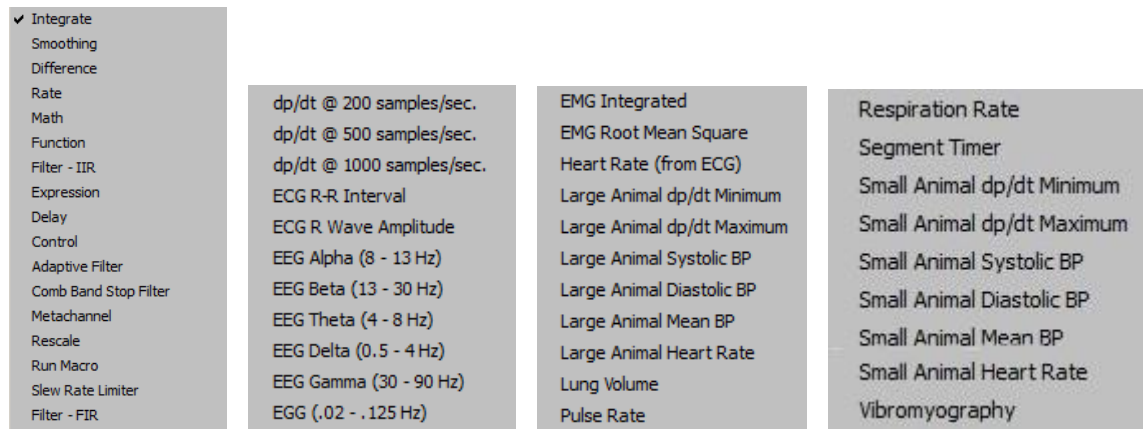 Integrate
Smoothing
Difference
Rate
Math
Function
Filter - IIR
Expression
Delay
Control
Adaptive Filter
Comb Band Stop Filter
Metachannel
Rescale
Run Macro
Slew Rate Limiter
Filter - FIR
dp/dt @ 200 samples/sec.
dp/dt @ 500 samples/sec.
dp/dt @ 1000 samples/sec.
ECG R-R Interval
ECG R Wave Amplitude
EEG Alpha (8 - 13 Hz)
EEG Beta (13 - 30 Hz)
EEG Theta (4 - 8 Hz)
EEG Delta (0.5 - 4 Hz)
EEG Gamma (30 - 90 Hz)
EGG (.02 - .125 Hz)
EMG Integrated
EMG Root Mean Square
Heart Rate (from ECG)
Large Animal dp/dt Minimum
Large Animal dp/dt Maximum
Large Animal Systolic BP
Large Animal Diastolic BP
Large Animal Mean BP
Large Animal Heart Rate
Lung Volume
Pulse Rate
Respiration Rate
Segment Timer
Small Animal dp/dt Minimum
Small Animal dp/dt Maximum
Small Animal Systolic BP
Small Animal Diastolic BP
Small Animal Mean BP
Small Animal Heart Rate
Vibromyography